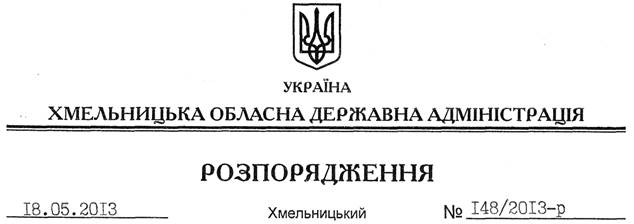 УКРАЇНА
ХМЕЛЬНИЦЬКА ОБЛАСНА ДЕРЖАВНА АДМІНІСТРАЦІЯ
РОЗПОРЯДЖЕННЯ
18.05.2013 Хмельницький № 148/2013-р